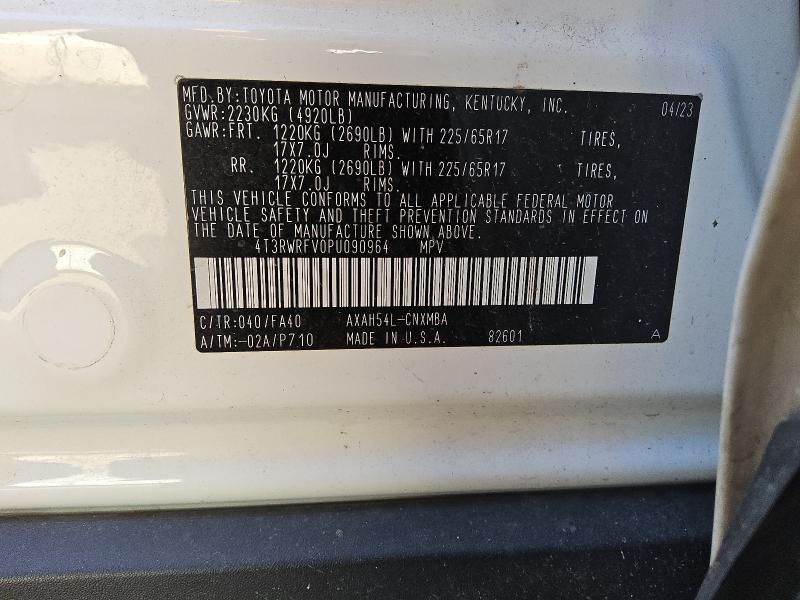 MFD.BY:TOYOTA MOTOR MANUFACTURING, KENTUCKY, INC. 04/23
GVWR:2230KG (4920LB)
GAWR:FRT. 1220KG (2690LB) WITH 225/65R17 TIRES,
17X7.0J RIMS.
RR. 1220KG (2690LB) WITH 225/65R17 TIRES,
17X7.0J RIMS.
THIS VEHICLE CONFORMS TO ALL APPLICABLE FEDERAL MOTOR
VEHICLE SAFETY AND THEFT PREVENTION STANDARDS IN EFFECT ON
THE DATE OF MANUFACTURE SHOWN ABOVE.
4T3RWRFV0PU090964 MPV
C/TR:040/FA40 AXAH54L-CNXMBA
A/TM:-02A/P710 MADE IN U.S.A. 82601 A